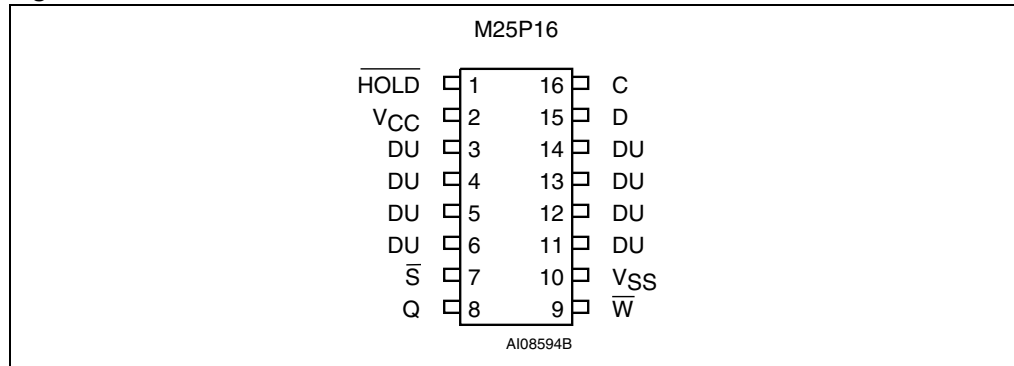 M25P16
HOLD 1 16 C
VCC 2 15 D
DU 3 14 DU
DU 4 13 DU
DU 5 12 DU
DU 6 11 DU
S 7 10 VSS
Q 8 9 W
AI08594B